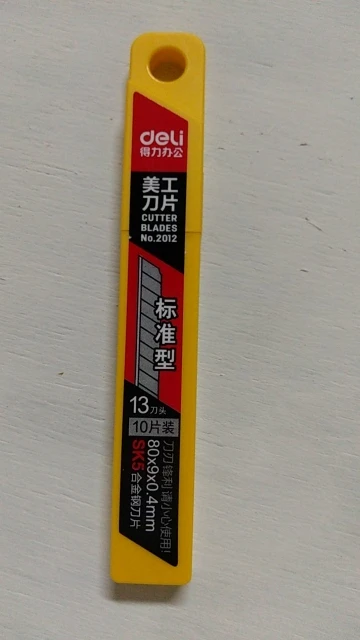 deli
得力办公
美工
刀片
CUTTER
BLADES
No.2012
标准型
13刀头
10片装
刀刃锋利 请小心使用!
80x9x0.4mm
SK5合金钢刀片